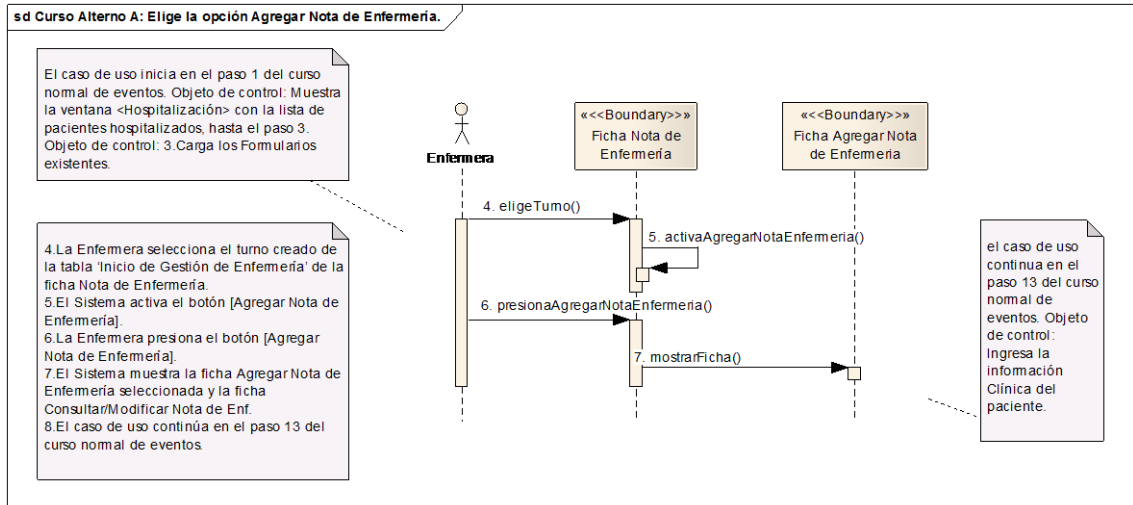 sd Curso Alterno A: Elige la opción Agregar Nota de Enfermería.
El caso de uso inicia en el paso 1 del curso
normal de eventos. Objeto de control: Muestra
la ventana <Hospitalización> con la lista de
pacientes hospitalizados, hasta el paso 3.
Objeto de control: 3.Carga los Formularios
existentes.
Enfermera
«<<Boundary>>»
Ficha Nota de
Enfermería
«<<Boundary>>»
Ficha Agregar Nota
de Enfermeria
4. eligeTurno()
5. activaAgregarNotaEnfermeria()
6. presionaAgregarNotaEnfermeria()
7. mostrarFicha()
4.La Enfermera selecciona el turno creado de
la tabla ‘Inicio de Gestión de Enfermería’ de la
ficha Nota de Enfermería.
5.El Sistema activa el botón [Agregar Nota de
Enfermería].
6.La Enfermera presiona el botón [Agregar
Nota de Enfermería].
7.El Sistema muestra la ficha Agregar Nota de
Enfermería seleccionada y la ficha
Consultar/Modificar Nota de Enf.
8.El caso de uso continúa en el paso 13 del
curso normal de eventos.
el caso de uso
continua en el
paso 13 del curso
normal de
eventos. Objeto
de control:
Ingresa la
información
Clínica del
paciente.